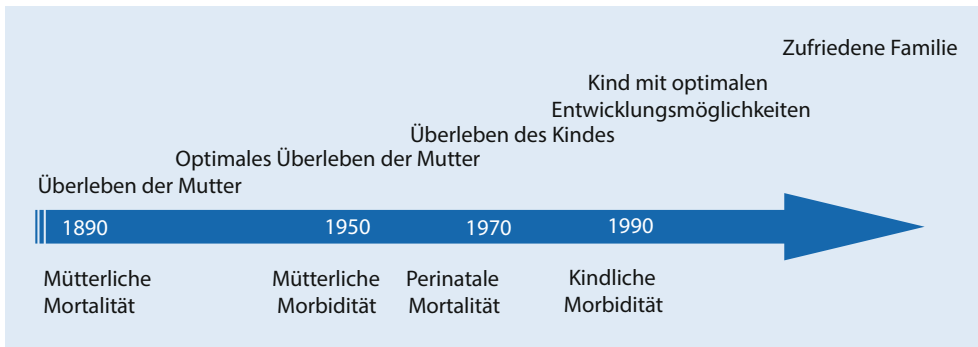 Zufriedene Familie
Kind mit optimalen
Entwicklungsmöglichkeiten
Überleben des Kindes
Optimales Überleben der Mutter
Überleben der Mutter
1890 1950 1970 1990
Mütterliche Mütterliche Perinatale Kindliche
Mortalität Morbidität Mortalität Morbidität